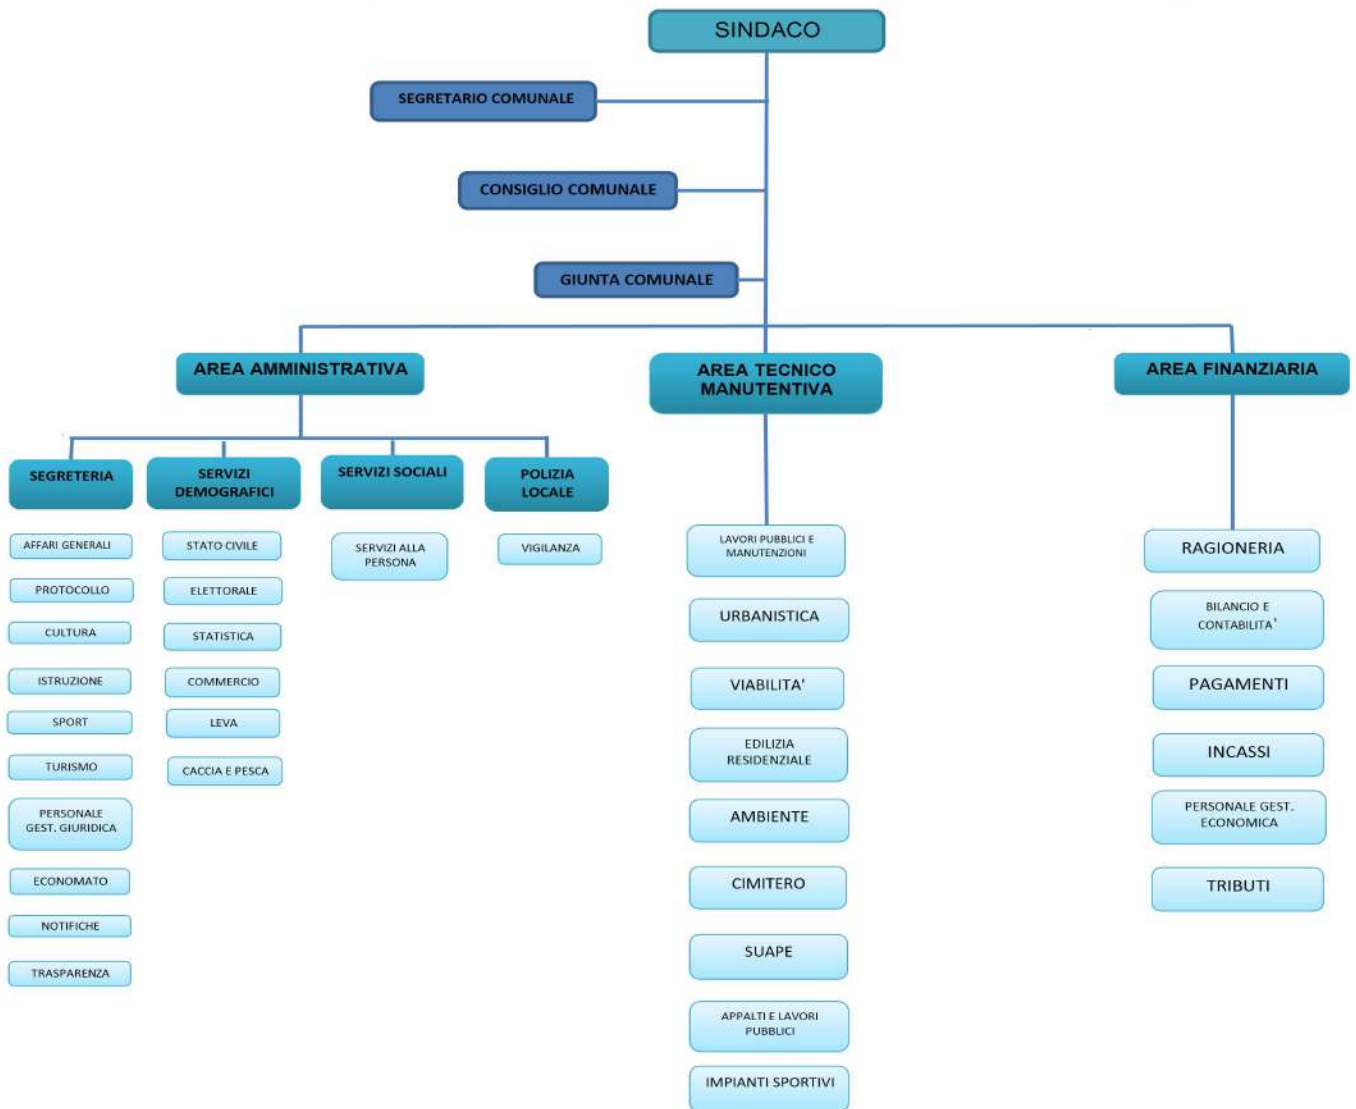 SINDACO
SEGRETARIO COMUNALE
CONSIGLIO COMUNALE
GIUNTA COMUNALE
AREA AMMINISTRATIVA
AREA TECNICO
MANUTENTIVA
AREA FINANZIARIA
SEGRETERIA
SERVIZI
DEMOGRAFICI
SERVIZI SOCIALI
POLIZIA
LOCALE
AFFARI GENERALI
PROTOCOLLO
CULTURA
ISTRUZIONE
SPORT
TURISMO
PERSONALE
GEST. GIURIDICA
ECONOMATO
NOTIFICHE
TRASPARENZA
STATO CIVILE
ELETTORALE
STATISTICA
COMMERCIO
LEVA
CACCIA E PESCA
SERVIZI ALLA
PERSONA
VIGILANZA
LAVORI PUBBLICI E
MANUTENZIONI
URBANISTICA
VIABILITA'
EDILIZIA
RESIDENZIALE
AMBIENTE
CIMITERO
SUAPE
APPALTI E LAVORI
PUBBLICI
IMPIANTI SPORTIVI
RAGIONERIA
BILANCIO E
CONTABILITA'
PAGAMENTI
INCASSI
PERSONALE GEST.
ECONOMICA
TRIBUTI